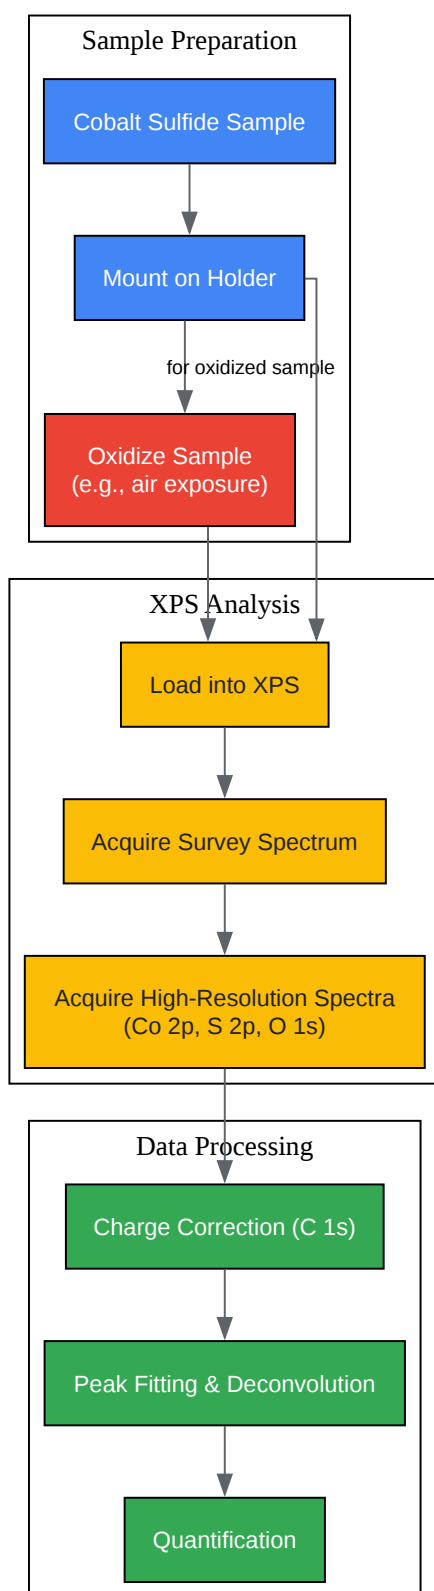 Sample Preparation
Cobalt Sulfide Sample
Mount on Holder
for oxidized sample
Oxidize Sample
(e.g., air exposure)
XPS Analysis
Load into XPS
Acquire Survey Spectrum
Acquire High-Resolution Spectra
(Co 2p, S 2p, O 1s)
Data Processing
Charge Correction (C 1s)
Peak Fitting & Deconvolution
Quantification